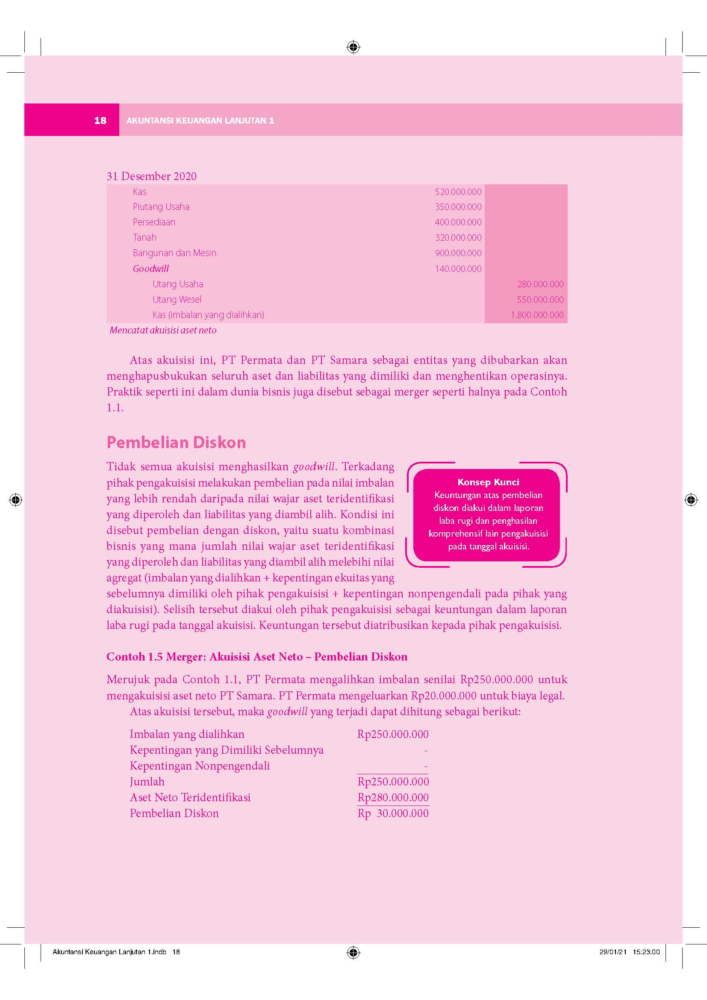 18 AKUNTANSI KEUANGAN LANJUTAN 1
31 Desember 2020
Kas 520.000.000
Piutang Usaha 350.000.000
Persediaan 400.000.000
Tanah 320.000.000
Bangunan dan Mesin 900.000.000
Goodwill 140.000.000
Utang Usaha 280.000.000
Utang Wesel 550.000.000
Kas (imbalan yang dialihkan) 1.800.000.000
Mencatat akuisisi aset neto
Atas akuisisi ini, PT Permata dan PT Samara sebagai entitas yang dibubarkan akan
menghapusbukukan seluruh aset dan liabilitas yang dimiliki dan menghentikan operasinya.
Praktik seperti ini dalam dunia bisnis juga disebut sebagai merger seperti halnya pada Contoh
1.1.
Pembelian Diskon
Tidak semua akuisisi menghasilkan goodwill. Terkadang
pihak pengakuisisi melakukan pembelian pada nilai imbalan
yang lebih rendah daripada nilai wajar aset teridentifikasi
yang diperoleh dan liabilitas yang diambil alih. Kondisi ini
disebut pembelian dengan diskon, yaitu suatu kombinasi
bisnis yang mana jumlah nilai wajar aset teridentifikasi
yang diperoleh dan liabilitas yang diambil alih melebihi nilai
agregat (imbalan yang dialihkan + kepentingan ekuitas yang
sebelumnya dimiliki oleh pihak pengakuisisi + kepentingan nonpengendali pada pihak yang
diakuisisi). Selisih tersebut diakui oleh pihak pengakuisisi sebagai keuntungan dalam laporan
laba rugi pada tanggal akuisisi. Keuntungan tersebut diatribusikan kepada pihak pengakuisisi.
Konsep Kunci
Keuntungan atas pembelian
diskon diakui dalam laporan
laba rugi dan penghasilan
komprehensif lain pengakuisisi
pada tanggal akuisisi.
Contoh 1.5 Merger: Akuisisi Aset Neto – Pembelian Diskon
Merujuk pada Contoh 1.1, PT Permata mengalihkan imbalan senilai Rp250.000.000 untuk
mengakuisisi aset neto PT Samara. PT Permata mengeluarkan Rp20.000.000 untuk biaya legal.
Atas akuisisi tersebut, maka goodwill yang terjadi dapat dihitung sebagai berikut:
Imbalan yang dialihkan Rp250.000.000
Kepentingan yang Dimiliki Sebelumnya -
Kepentingan Nonpengendali -
Jumlah Rp250.000.000
Aset Neto Teridentifikasi Rp280.000.000
Pembelian Diskon Rp 30.000.000
Akuntansi Keuangan Lanjutan 1.indb 18 29/01/21 15:23:00